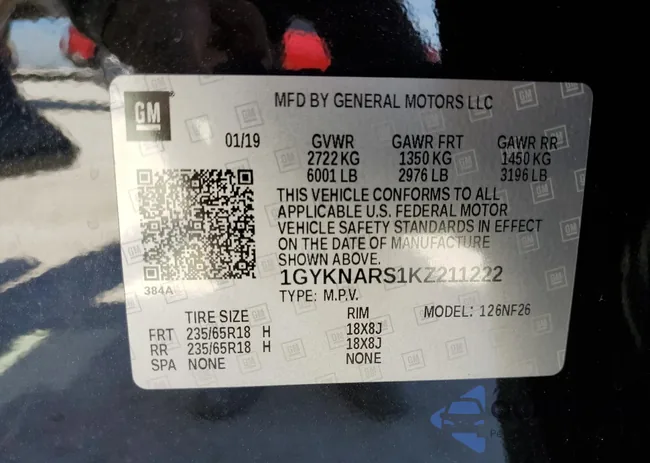 GM
MFD BY GENERAL MOTORS LLC
01/19 GVWR GAWR FRT GAWR RR
2722 KG 1350 KG 1450 KG
6001 LB 2976 LB 3196 LB
THIS VEHICLE CONFORMS TO ALL
APPLICABLE U.S. FEDERAL MOTOR
VEHICLE SAFETY STANDARDS IN EFFECT
ON THE DATE OF MANUFACTURE
SHOWN ABOVE.
1GYKNARS1KZ211222
384A
TYPE: M.P.V. MODEL: 126NF26
TIRE SIZE RIM
FRT 235/65R18 H 18X8J
RR 235/65R18 H 18X8J
SPA NONE NONE